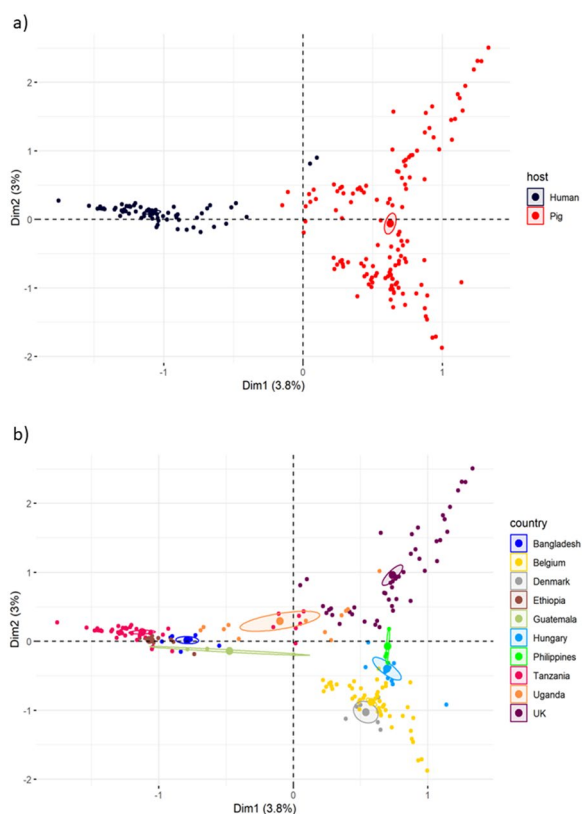 a)
2
1
0
-1
-2
Dim2 (3%)
-1
0
1
Dim1 (3.8%)
host
Human
Pig
b)
2
1
0
-1
-2
Dim2 (3%)
-1
0
1
Dim1 (3.8%)
country
Bangladesh
Belgium
Denmark
Ethiopia
Guatemala
Hungary
Philippines
Tanzania
Uganda
UK